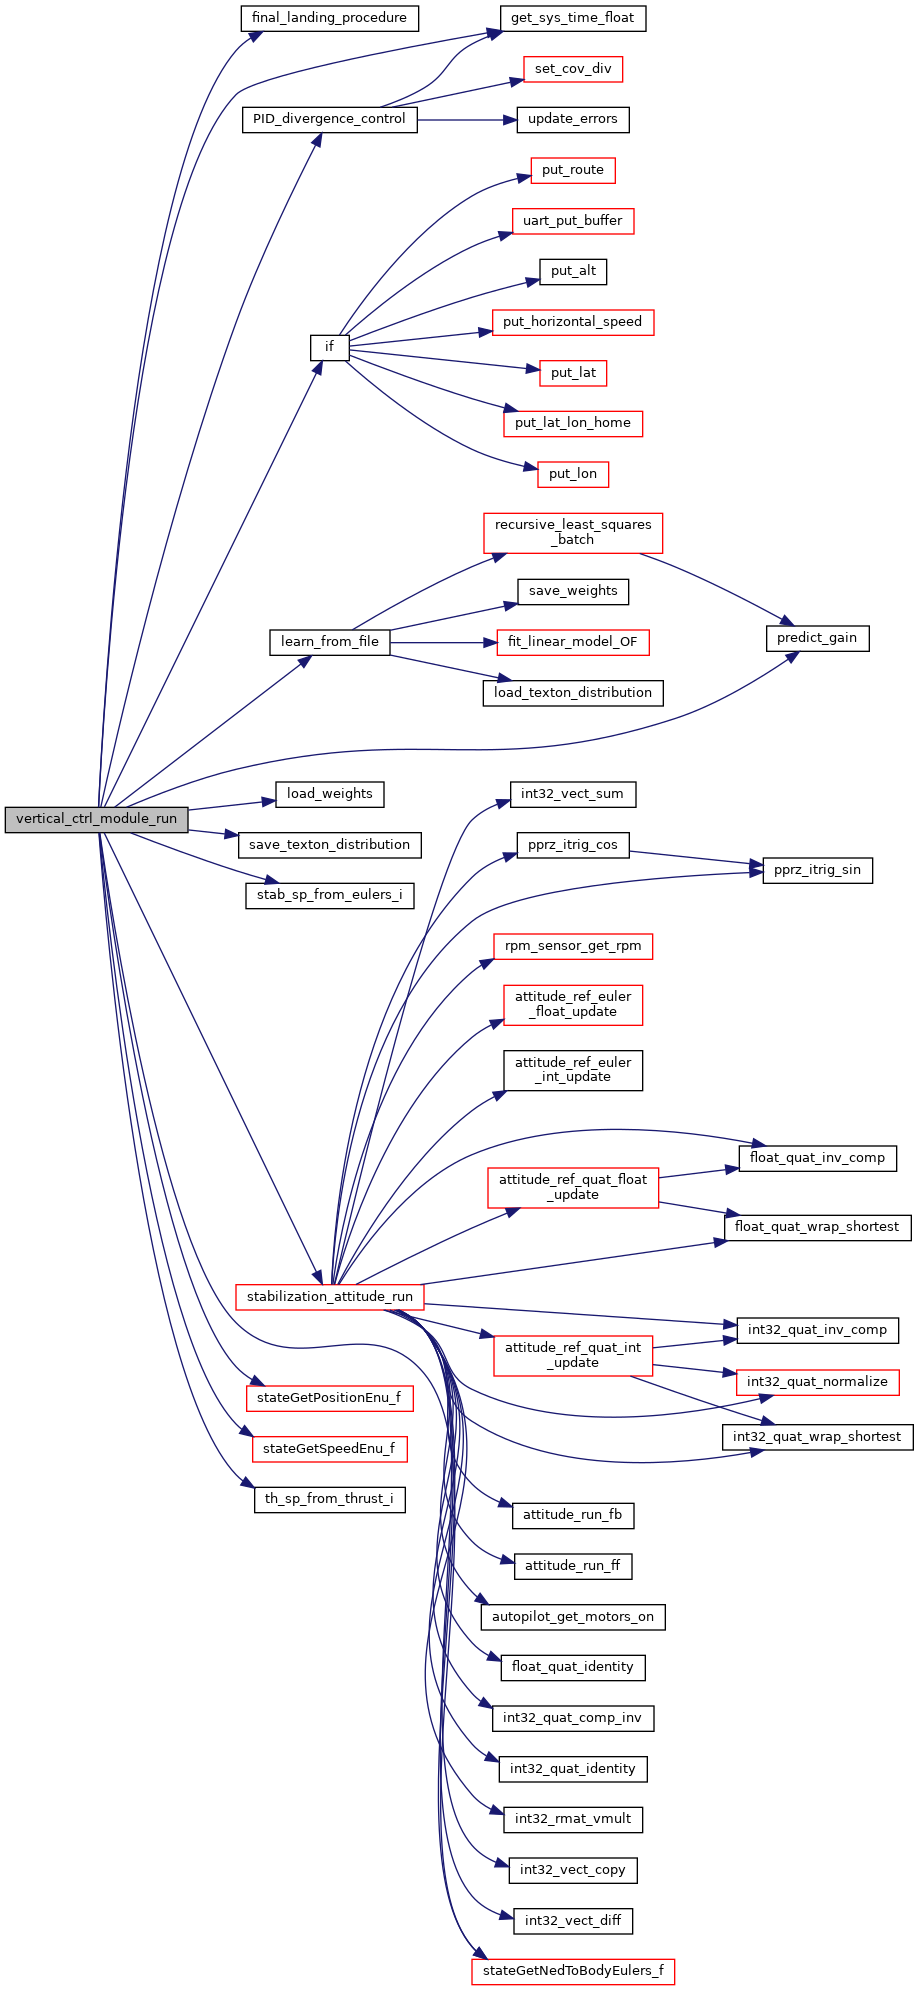 final_landing_procedure
get_sys_time_float
set_cov_div
PID_divergence_control
update_errors
put_route
uart_put_buffer
put_alt
put_horizontal_speed
if
put_lat
put_lat_lon_home
put_lon
recursive_least_squares
_batch
save_weights
predict_gain
learn_from_file
fit_linear_model_OF
load_texton_distribution
load_weights
int32_vect_sum
vertical_ctrl_module_run
save_texton_distribution
pprz_itrig_cos
pprz_itrig_sin
stab_sp_from_eulers_i
rpm_sensor_get_rpm
attitude_ref_euler
_float_update
attitude_ref_euler
_int_update
float_quat_inv_comp
attitude_ref_quat_float
_update
float_quat_wrap_shortest
stabilization_attitude_run
int32_quat_inv_comp
attitude_ref_quat_int
_update
int32_quat_normalize
stateGetPositionEnu_f
int32_quat_wrap_shortest
stateGetSpeedEnu_f
th_sp_from_thrust_i
attitude_run_fb
attitude_run_ff
autopilot_get_motors_on
float_quat_identity
int32_quat_comp_inv
int32_quat_identity
int32_rmat_vmult
int32_vect_copy
int32_vect_diff
stateGetNedToBodyEulers_f